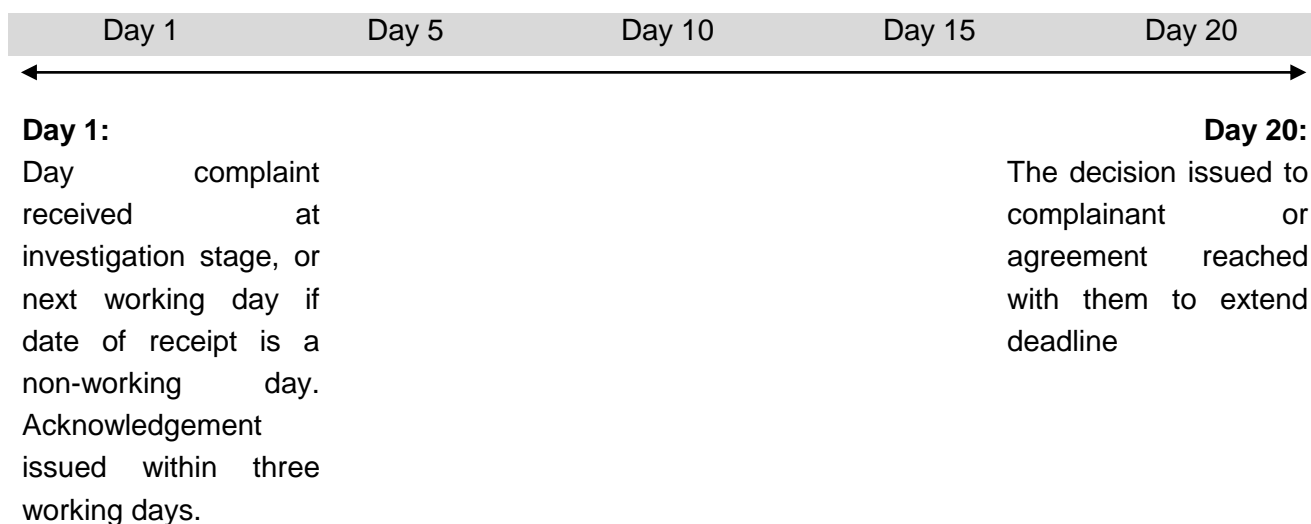 Day 1 Day 5 Day 10 Day 15 Day 20
Day 1:
Day complaint
received at
investigation stage, or
next working day if
date of receipt is a
non-working day.
Acknowledgement
issued within three
working days.
Day 20:
The decision issued to
complainant or
agreement reached
with them to extend
deadline